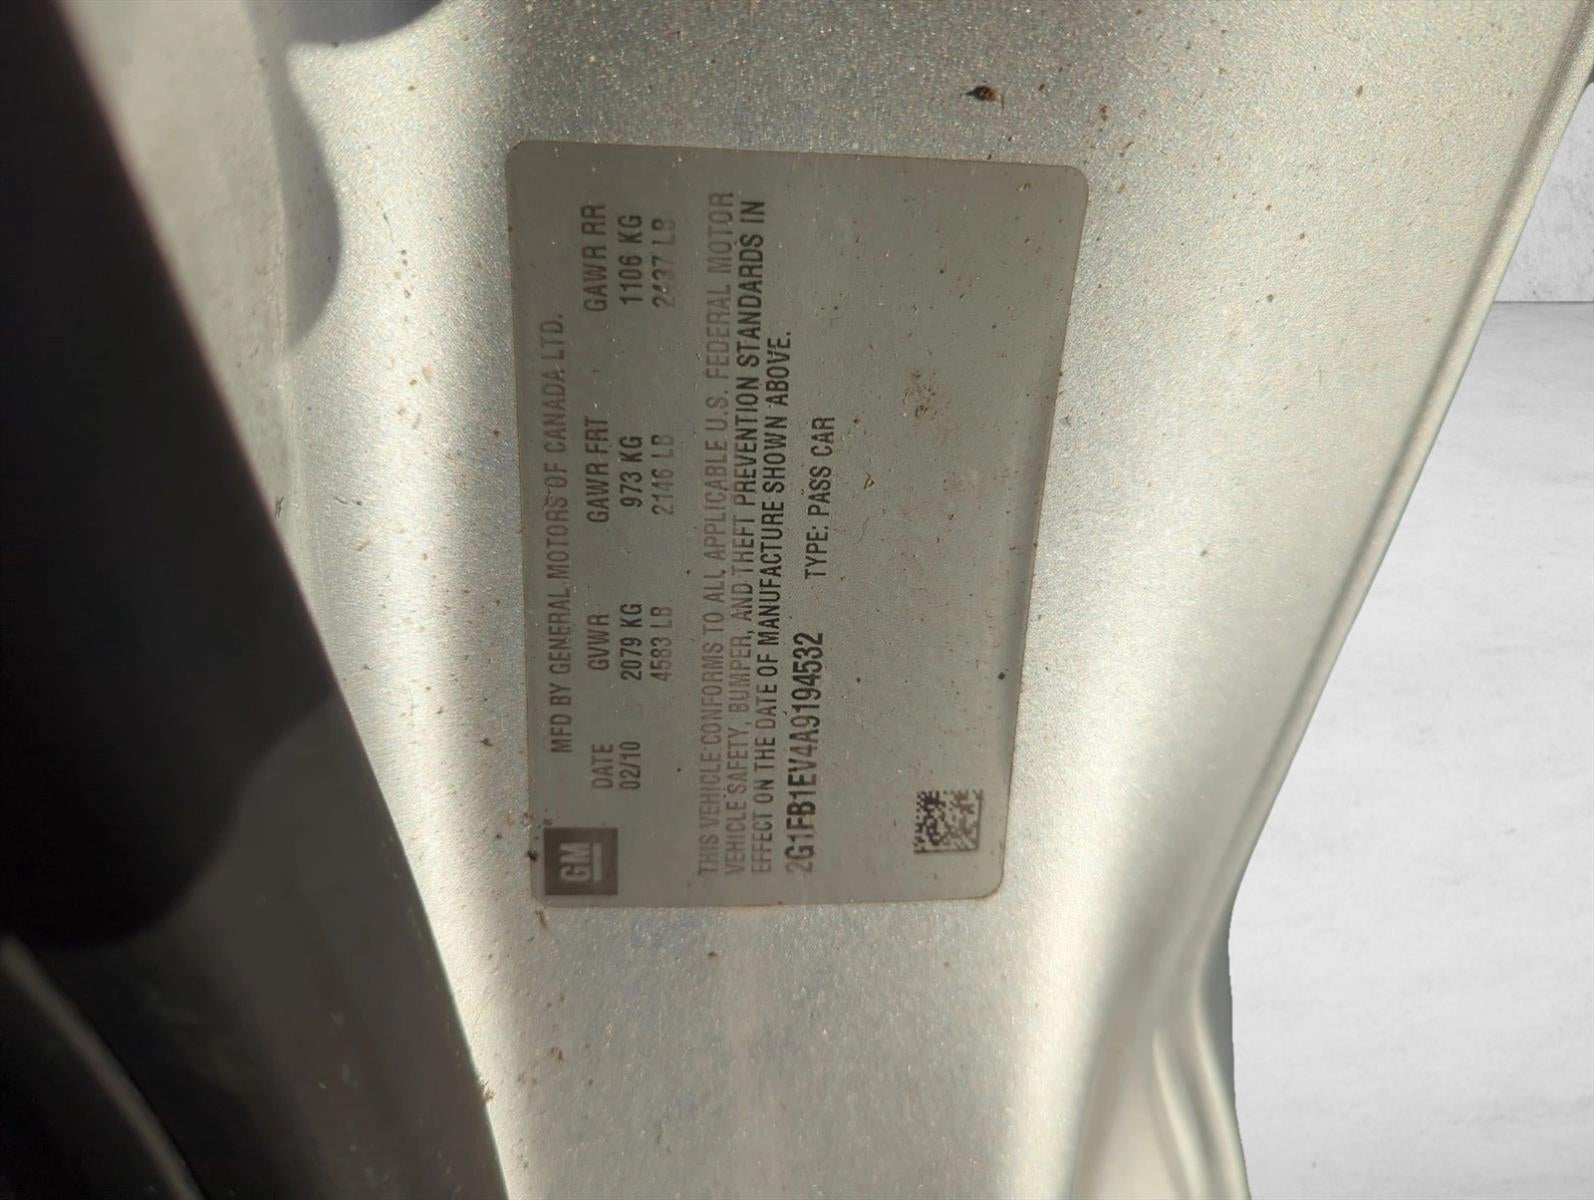 GM
MFD BY GENERAL MOTORS OF CANADA LTD.
DATE GVWR GAWR FRT GAWR RR
02/10 2079 KG 973 KG 1106 KG
4583 LB 2146 LB 2437 LB
THIS VEHICLE CONFORMS TO ALL APPLICABLE U.S. FEDERAL MOTOR
VEHICLE SAFETY, BUMPER, AND THEFT PREVENTION STANDARDS IN
EFFECT ON THE DATE OF MANUFACTURE SHOWN ABOVE.
2G1FB1EV4A9194532 TYPE: PASS CAR